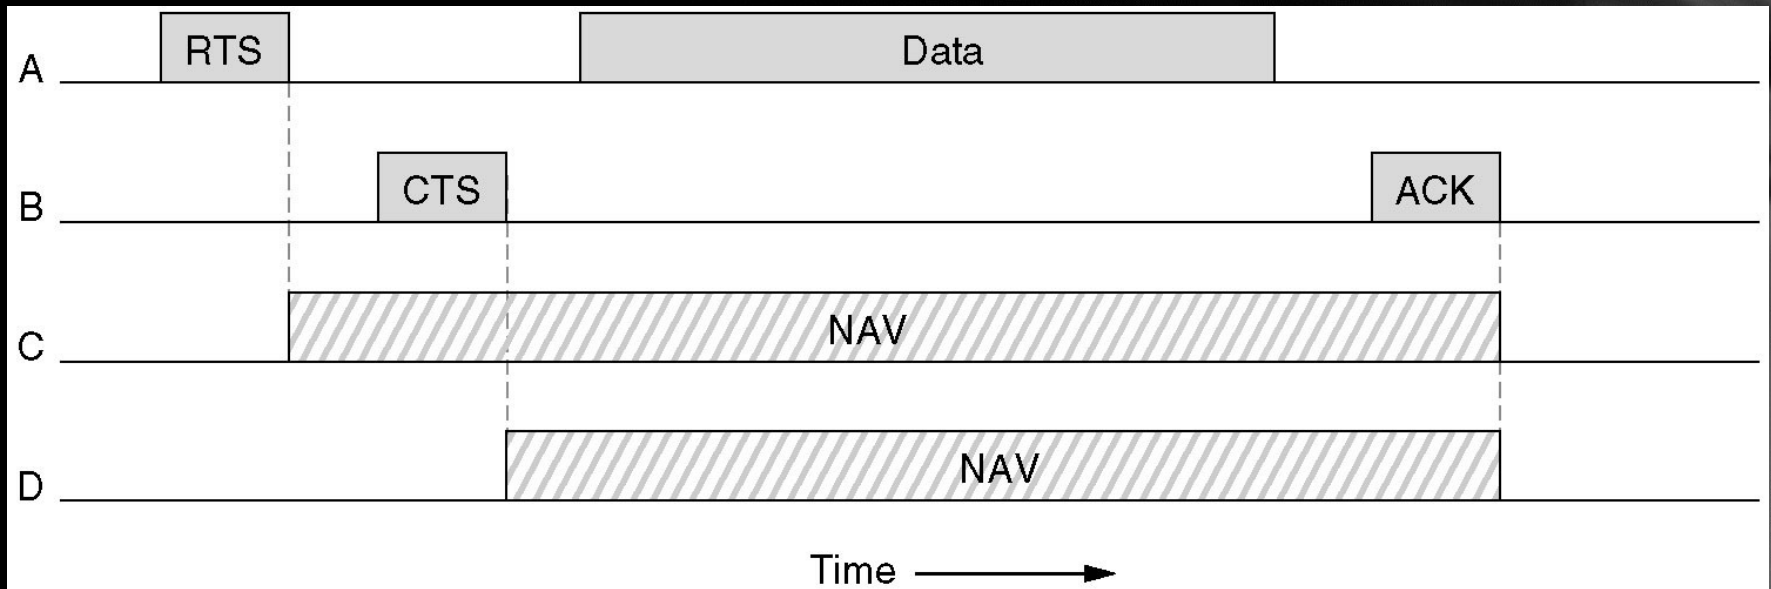 A RTS Data
B CTS ACK
C NAV
D NAV
Time